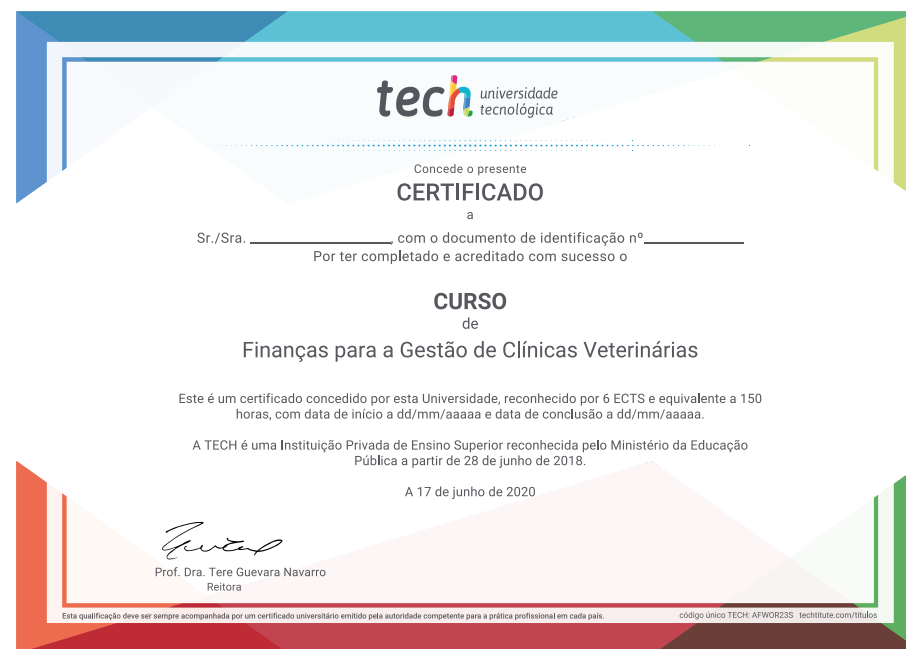 tech universidade
tecnológica
Concede o presente
CERTIFICADO
a
Sr./Sra. ________________, com o documento de identificação nº____________
Por ter completado e acreditado com sucesso o
CURSO
de
Finanças para a Gestão de Clínicas Veterinárias
Este é um certificado concedido por esta Universidade, reconhecido por 6 ECTS e equivalente a 150
horas, com data de início a dd/mm/aaaaa e data de conclusão a dd/mm/aaaaa.
A TECH é uma Instituição Privada de Ensino Superior reconhecida pelo Ministério da Educação
Pública a partir de 28 de junho de 2018.
A 17 de junho de 2020
Prof. Dra. Tere Guevara Navarro
Reitora
Esta qualificação deve ser sempre acompanhada por um certificado universitário emitido pela autoridade competente para a prática profissional em cada país.
código único TECH: AFWOR23S techtitute.com/titulos